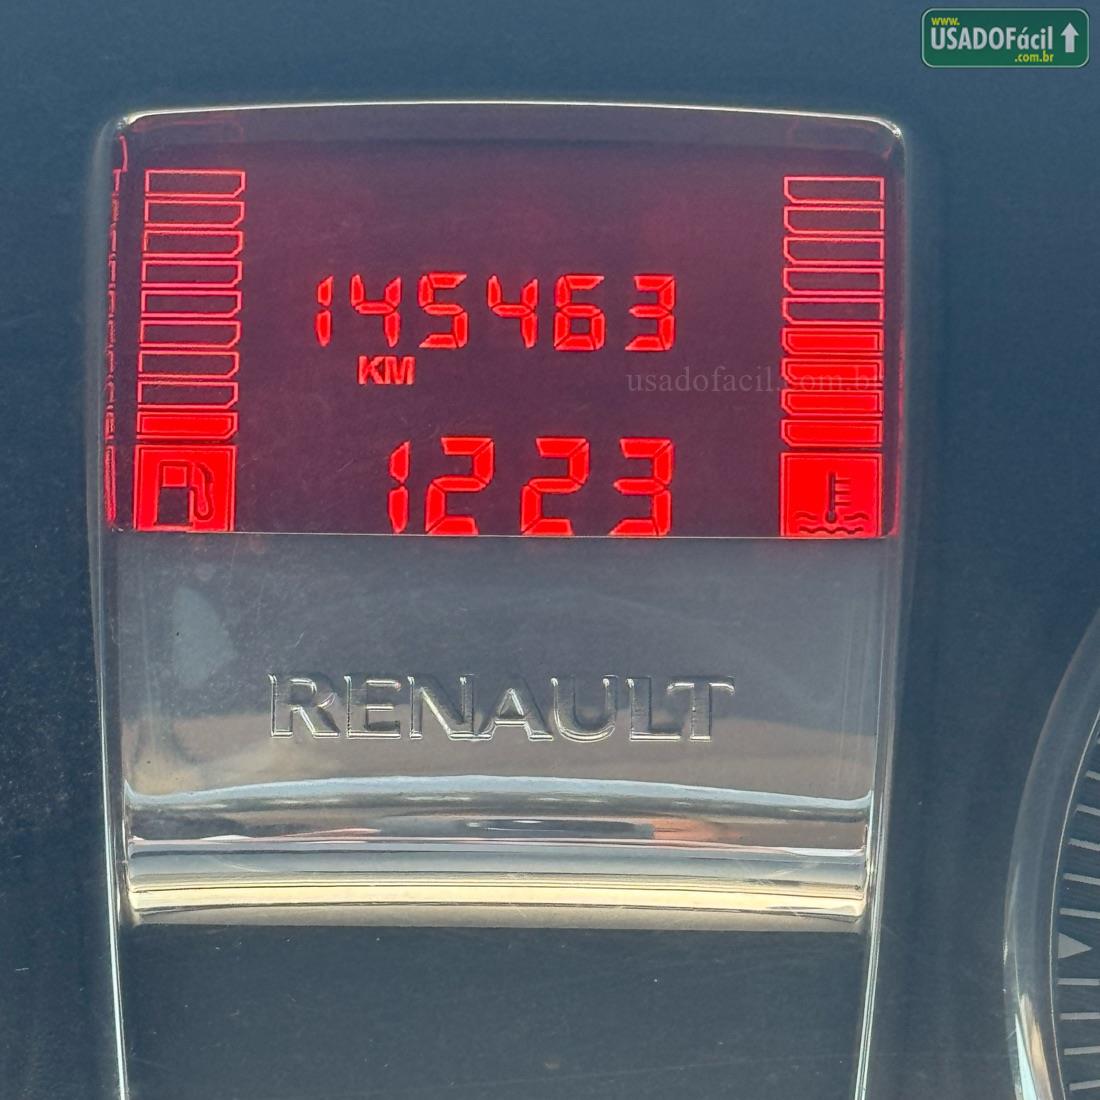 www.
USADOFácil
.com.br
145463
KM
usadofacil.com.br
1223
RENAULT